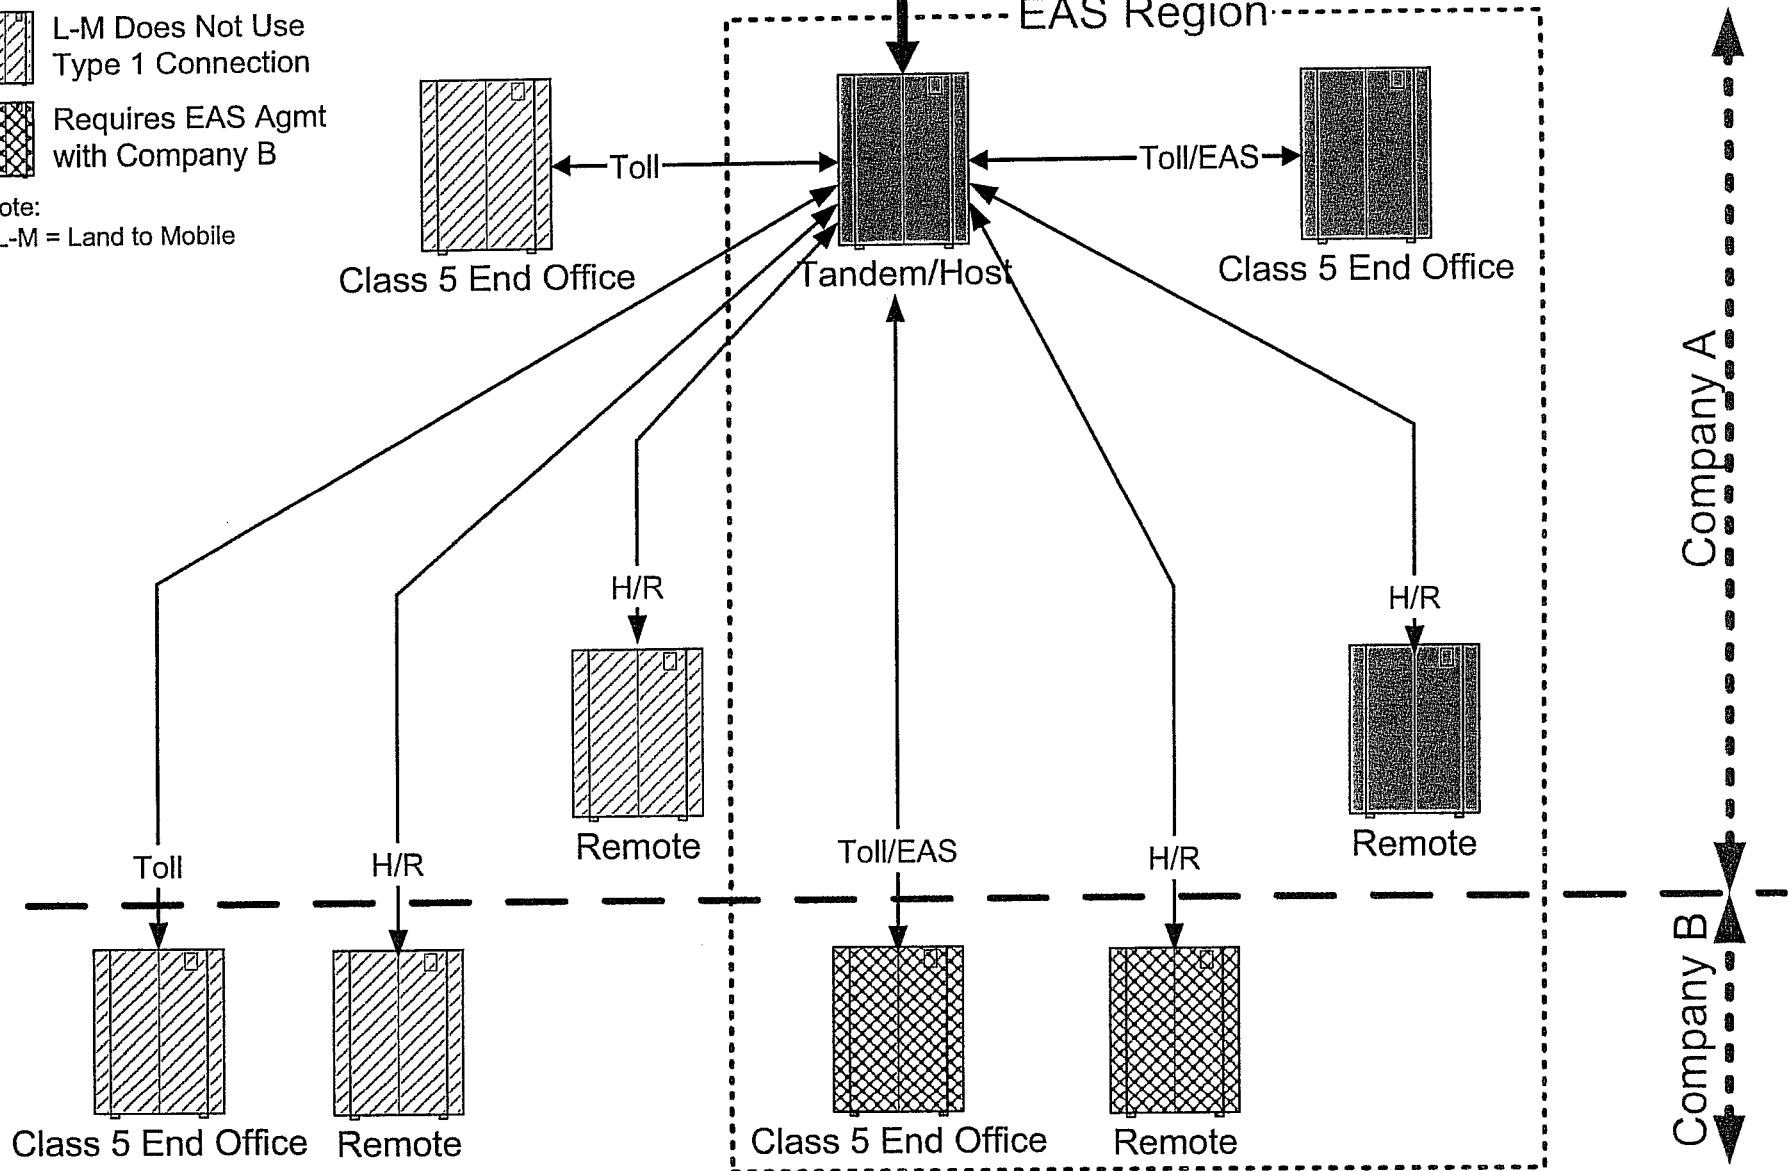 EAS Region
L-M Does Not Use
Type 1 Connection
Requires EAS Agmt
with Company B
ote:
L-M = Land to Mobile
Toll
Toll/EAS
Class 5 End Office
Tandem/Host
Class 5 End Office
Company A
H/R
H/R
Remote
Remote
Toll
H/R
Toll/EAS
H/R
Company B
Class 5 End Office
Remote
Class 5 End Office
Remote